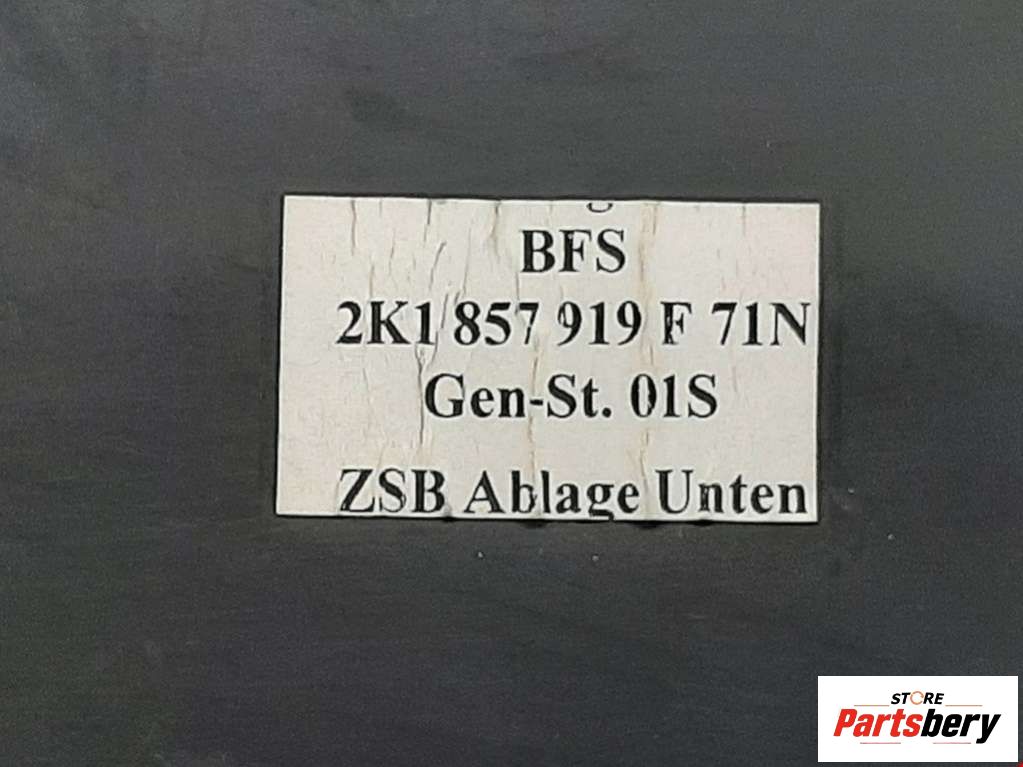 BFS
2K1 857 919 F 71N
Gen-St. 01S
ZSB Ablage Unten
STORE
Partsbery